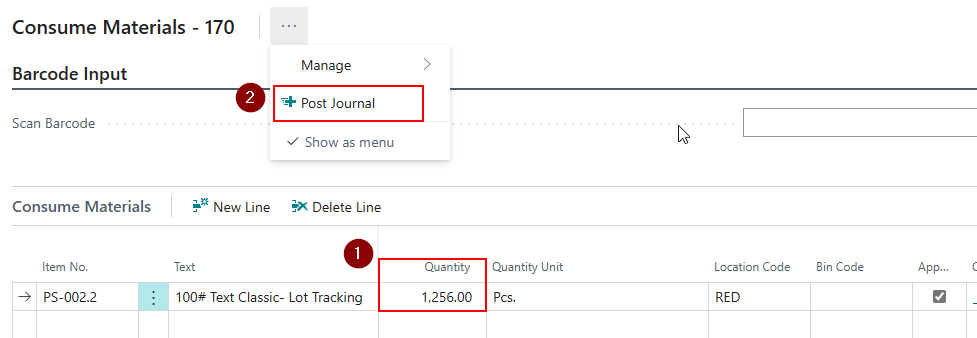 Consume Materials - 170
...
Manage
Barcode Input
2
Post Journal
Scan Barcode
Show as menu
Consume Materials New Line Delete Line
1
Item No. Text Quantity Quantity Unit Location Code Bin Code App...
PS-002.2 100# Text Classic- Lot Tracking 1,256.00 Pcs. RED